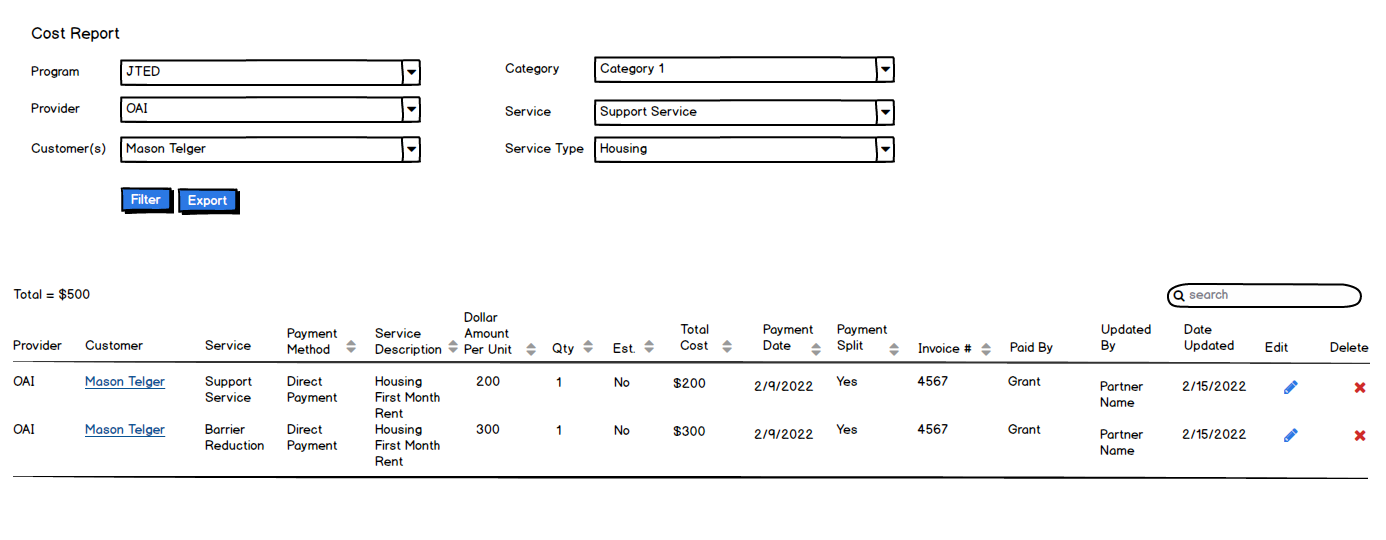 Cost Report
Program JTED Category Category 1
Provider OAI Service Support Service
Customer(s) Mason Telger Service Type Housing
Filter Export
Total = $500 search
Provider Customer Service Payment Method Service Description Dollar Amount Per Unit Qty Est. Total Cost Payment Date Payment Split Invoice # Paid By Updated By Date Updated Edit Delete
OAI Mason Telger Support Service Direct Payment Housing First Month Rent 200 1 No $200 2/9/2022 Yes 4567 Grant Partner Name 2/15/2022
OAI Mason Telger Barrier Reduction Direct Payment Housing First Month Rent 300 1 No $300 2/9/2022 Yes 4567 Grant Partner Name 2/15/2022